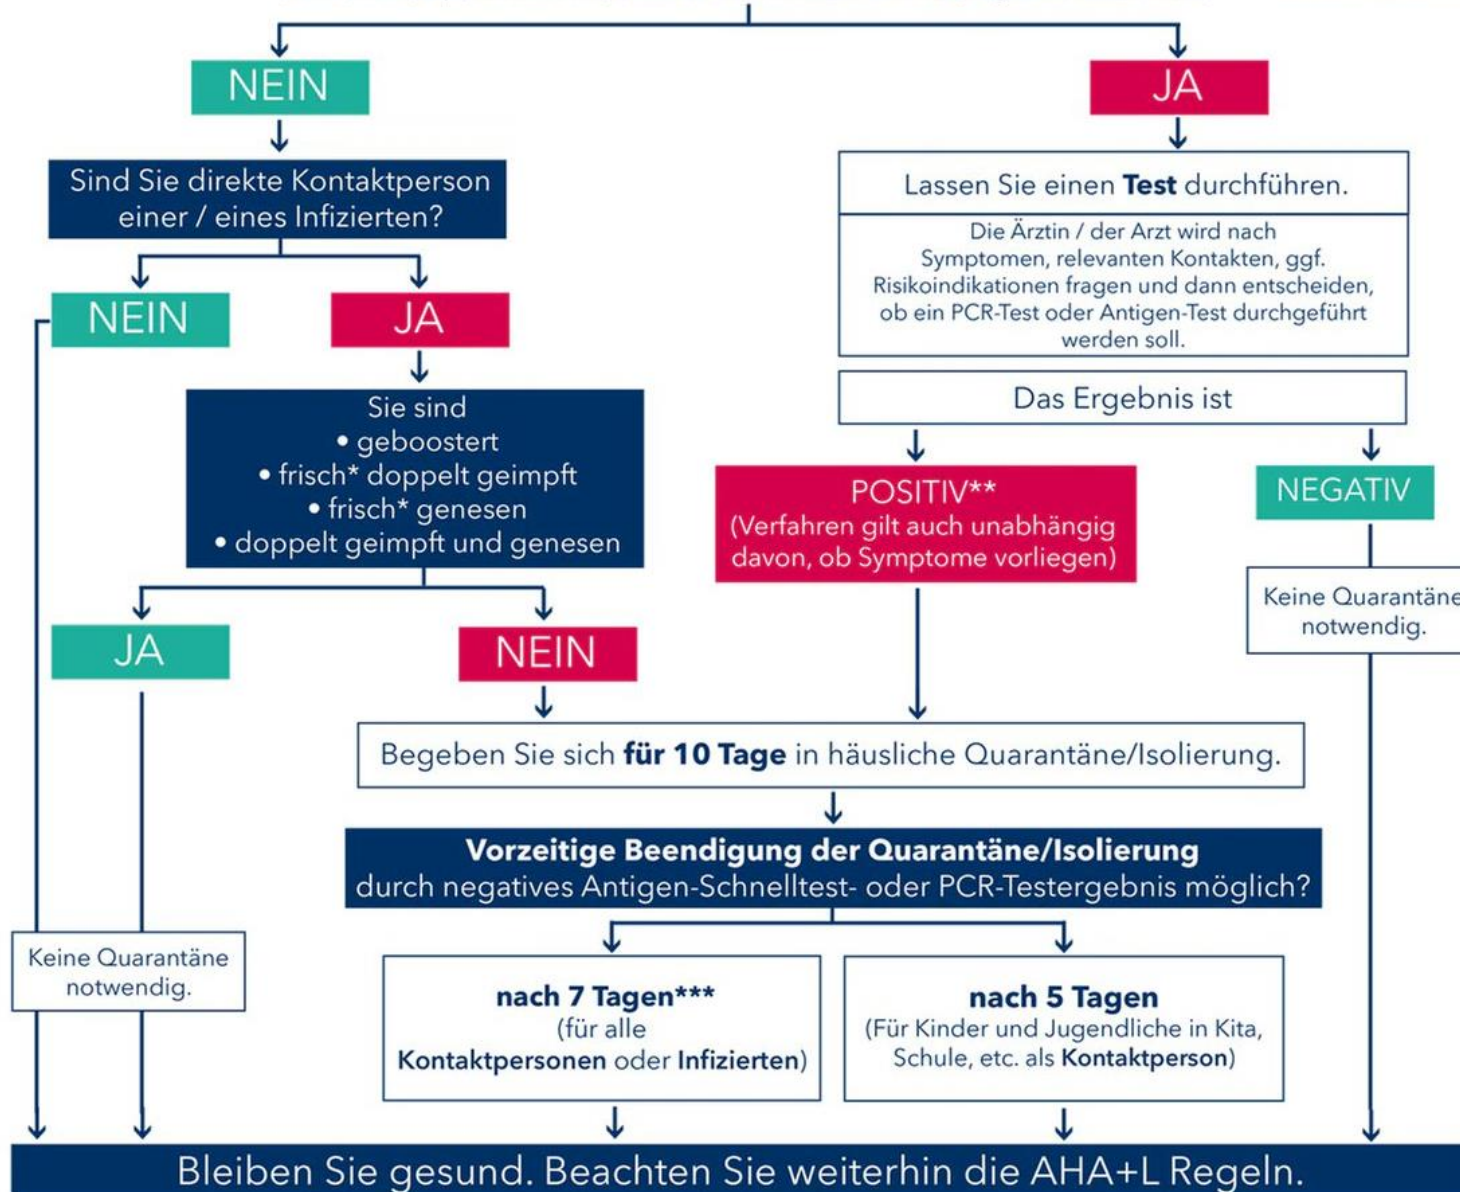 NEIN
JA
Sind Sie direkte Kontaktperson
einer / eines Infizierten?
NEIN
JA
Sie sind
• geboostert
• frisch* doppelt geimpft
• frisch* genesen
• doppelt geimpft und genesen
JA
NEIN
Lassen Sie einen Test durchführen.
Die Ärztin / der Arzt wird nach
Symptomen, relevanten Kontakten, ggf.
Risikoindikationen fragen und dann entscheiden,
ob ein PCR-Test oder Antigen-Test durchgeführt
werden soll.
Das Ergebnis ist
POSITIV**
(Verfahren gilt auch unabhängig
davon, ob Symptome vorliegen)
NEGATIV
Keine Quarantäne
notwendig.
Begeben Sie sich für 10 Tage in häusliche Quarantäne/Isolierung.
Vorzeitige Beendigung der Quarantäne/Isolierung
durch negatives Antigen-Schnelltest- oder PCR-Testergebnis möglich?
Keine Quarantäne
notwendig.
nach 7 Tagen***
(für alle
Kontaktpersonen oder Infizierten)
nach 5 Tagen
(Für Kinder und Jugendliche in Kita,
Schule, etc. als Kontaktperson)
Bleiben Sie gesund. Beachten Sie weiterhin die AHA+L Regeln.